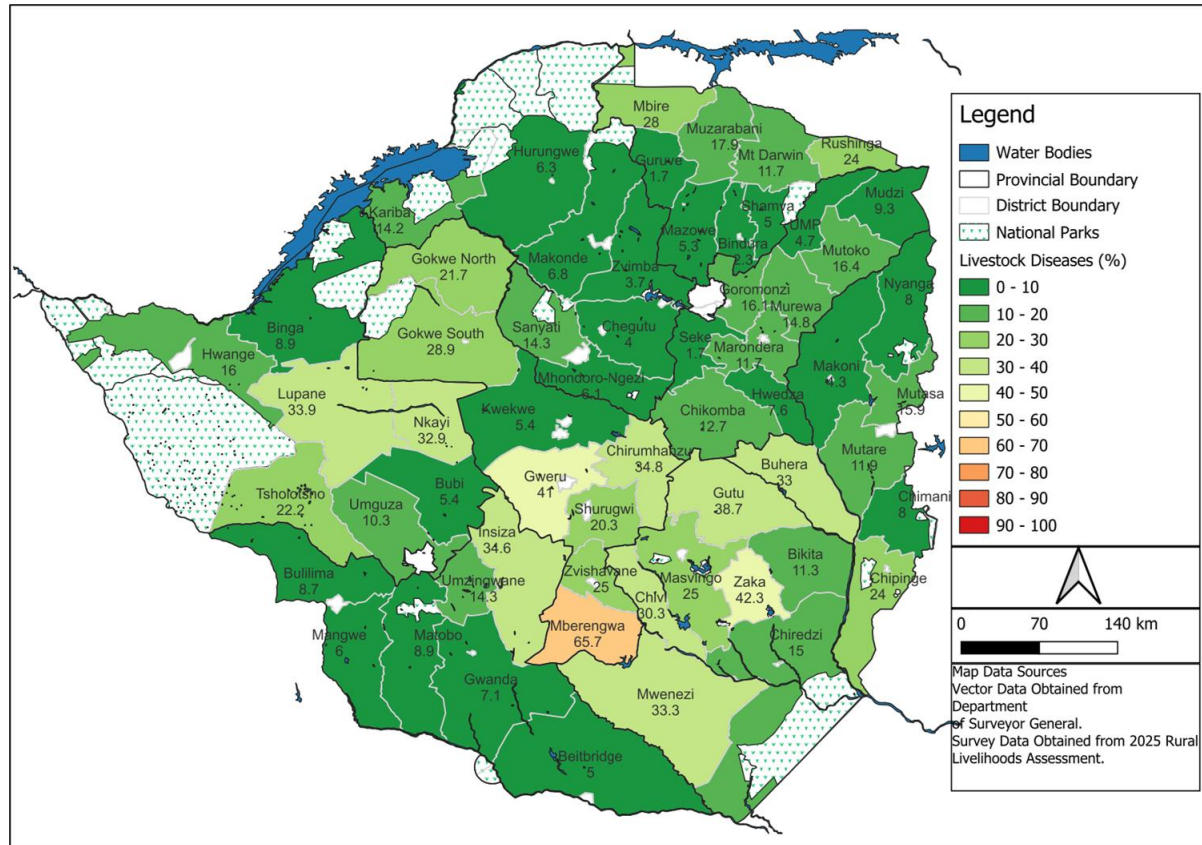 Mbire
28
Muzarabani
17.9
Mt Darwin
11.7
Rushinga
24
Hurungwe
6.3
Guruve
1.7
Shamva
5
Mudzi
9.3
Kariba
14.2
Mazowe
5.3
Bindura
2.3
UMP
4.7
Mutoko
16.4
Gokwe North
21.7
Makonde
6.8
Zvimba
3.7
Goromonzi
16.1
Murewa
14.8
Nyanga
8
Binga
8.9
Gokwe South
28.9
Sanyati
14.3
Chegutu
4
Seke
1.7
Marondera
11.7
Makoni
4.3
Hwange
16
Mhondoro-Ngezi
6.1
Hwedza
7.6
Mutasa
15.9
Lupane
33.9
Nkayi
32.9
Kwekwe
5.4
Chikomba
12.7
Mutare
11.9
Chirumhanzu
34.8
Buhera
33
Gweru
41
Gutu
38.7
Tsholotsho
22.2
Umguza
10.3
Bubi
5.4
Shurugwi
20.3
Chimani
8
Insiza
34.6
Bikita
11.3
Bulilima
8.7
Umzingwane
14.3
Zvishavane
25
Chivi
30.3
Masvingo
25
Zaka
42.3
Chipinge
24
Mangwe
6
Matobo
8.9
Mberengwa
65.7
Chiredzi
15
Gwanda
7.1
Mwenezi
33.3
Beitbridge
5
Legend
Water Bodies
Provincial Boundary
District Boundary
National Parks
Livestock Diseases (%)
0 - 10
10 - 20
20 - 30
30 - 40
40 - 50
50 - 60
60 - 70
70 - 80
80 - 90
90 - 100
0 70 140 km
Map Data Sources
Vector Data Obtained from
Department
of Surveyor General.
Survey Data Obtained from 2025 Rural
Livelihoods Assessment.